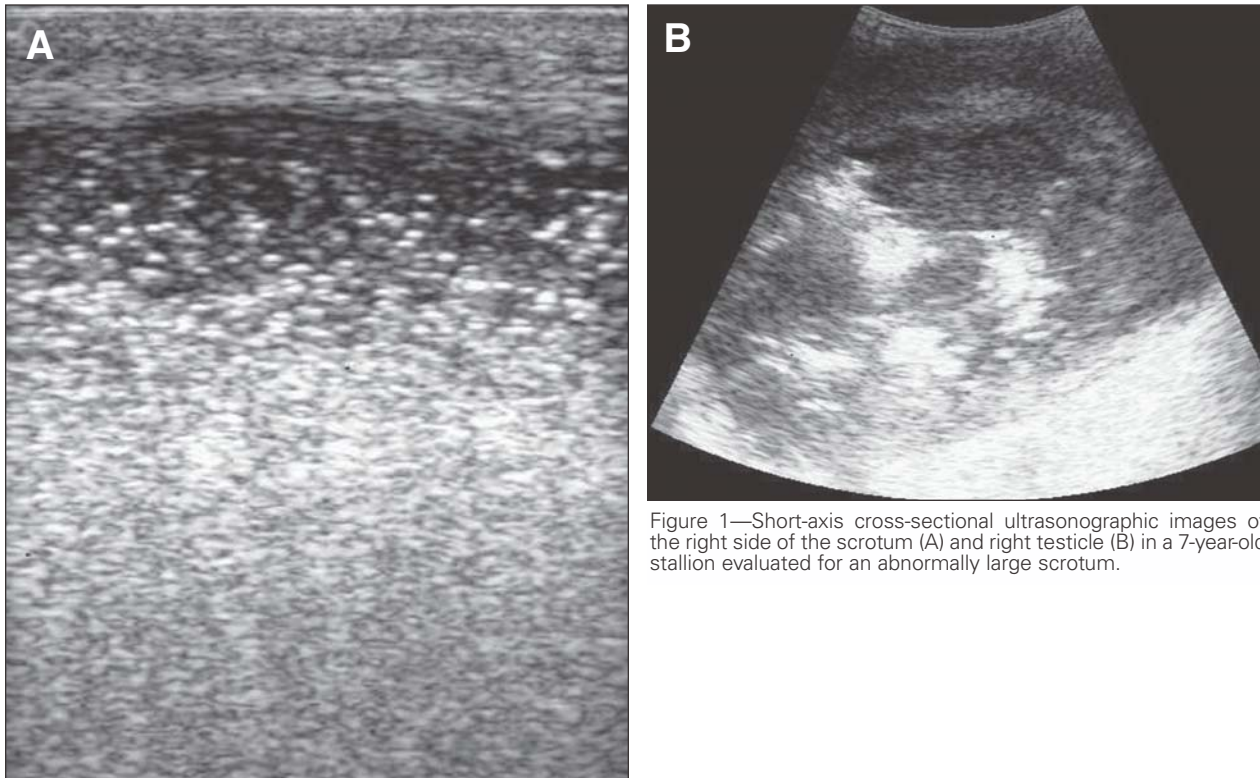 A
B
Figure 1—Short-axis cross-sectional ultrasonographic images o
the right side of the scrotum (A) and right testicle (B) in a 7-year-old
stallion evaluated for an abnormally large scrotum.